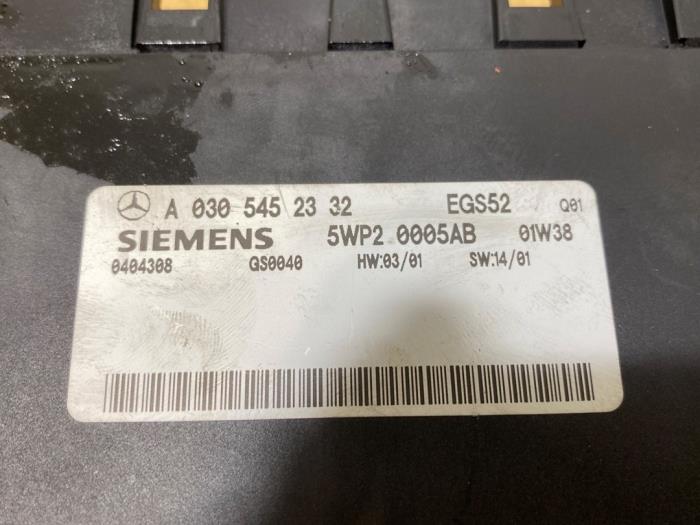 A 030 545 23 32 EGS52 Q01
SIEMENS 5WP2 0005AB 01W38
0404308 GS0040 HW:03/01 SW:14/01